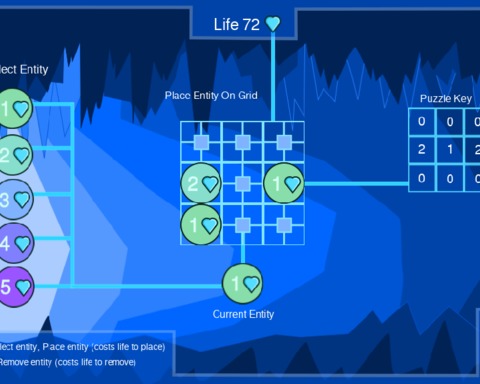 Life 72
lect Entity
Place Entity On Grid
Puzzle Key
1
2
3
4
5
2
1
1
0 0 0
2 1 2
0 0 0
1
Current Entity
lect entity, Place entity (costs life to place)
Remove entity (costs life to remove)